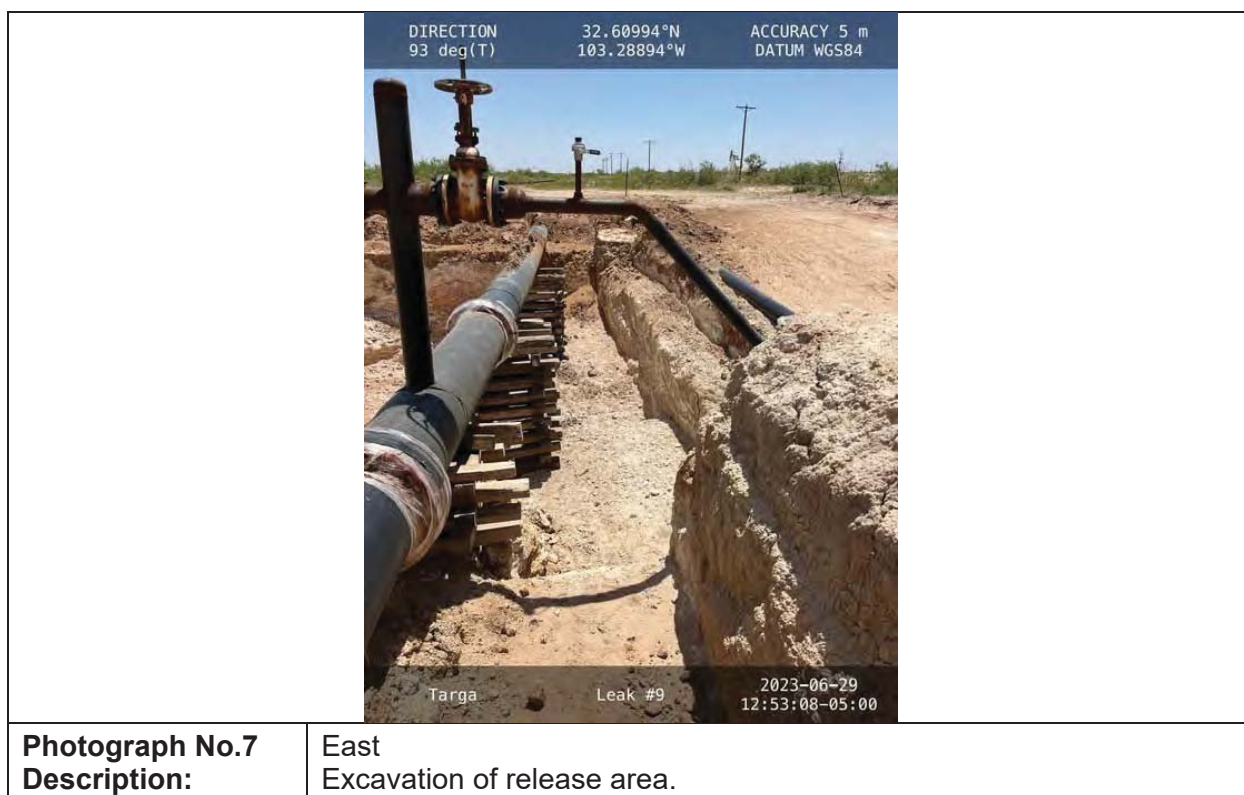 DIRECTION
93 deg(T)
32.60994°N
103.28894°W
ACCURACY 5 m
DATUM WGS84
Targa
Leak #9
2023-06-29
12:53:08-05:00
Photograph No.7
Description:
East
Excavation of release area.